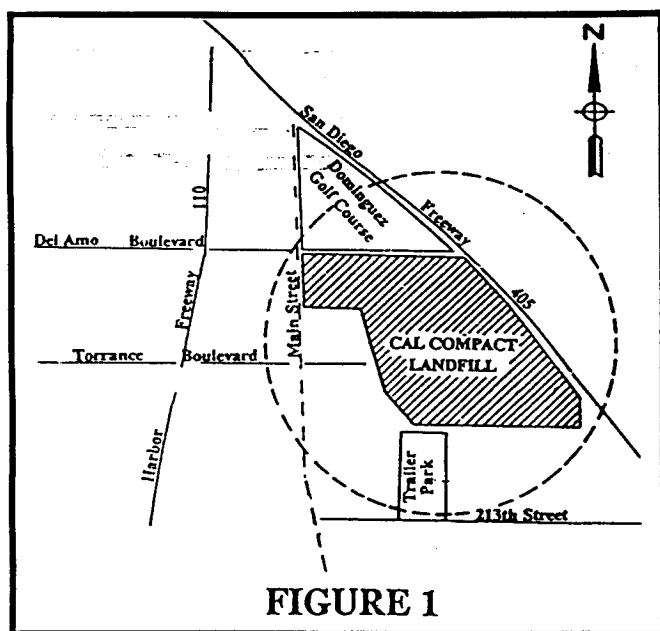 N
San Diego
Freeway
405
Dominguez
Golf Course
110
Freeway
Harbor
Del Amo Boulevard
Main Street
CAL COMPACT
LANDFILL
Torrance Boulevard
Trailer
Park
213th Street
FIGURE 1